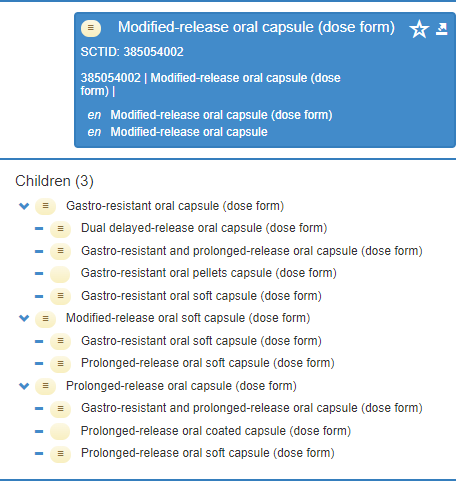 Modified-release oral capsule (dose form)
SCTID: 385054002
385054002 | Modified-release oral capsule (dose
form) |
en Modified-release oral capsule (dose form)
en Modified-release oral capsule
Children (3)
Gastro-resistant oral capsule (dose form)
Dual delayed-release oral capsule (dose form)
Gastro-resistant and prolonged-release oral capsule (dose form)
Gastro-resistant oral pellets capsule (dose form)
Gastro-resistant oral soft capsule (dose form)
Modified-release oral soft capsule (dose form)
Gastro-resistant oral soft capsule (dose form)
Prolonged-release oral soft capsule (dose form)
Prolonged-release oral capsule (dose form)
Gastro-resistant and prolonged-release oral capsule (dose form)
Prolonged-release oral coated capsule (dose form)
Prolonged-release oral soft capsule (dose form)